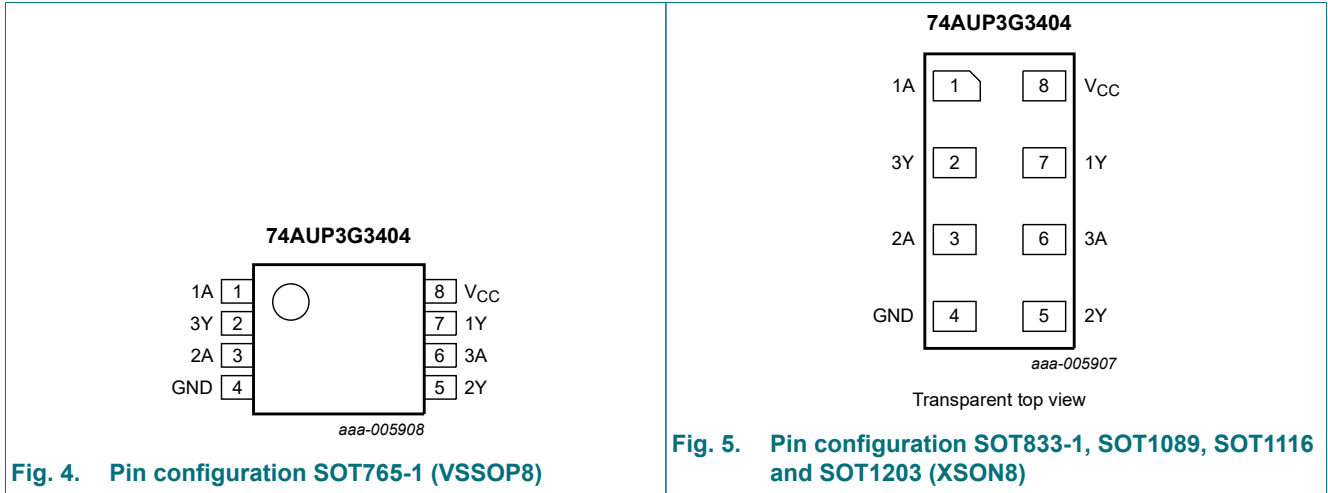 74AUP3G3404
1A 1 8 VCC
3Y 2 7 1Y
2A 3 6 3A
GND 4 5 2Y
aaa-005908
Fig. 4. Pin configuration SOT765-1 (VSSOP8)
74AUP3G3404
1A 1 8 VCC
3Y 2 7 1Y
2A 3 6 3A
GND 4 5 2Y
aaa-005907
Transparent top view
Fig. 5. Pin configuration SOT833-1, SOT1089, SOT1116
and SOT1203 (XSON8)